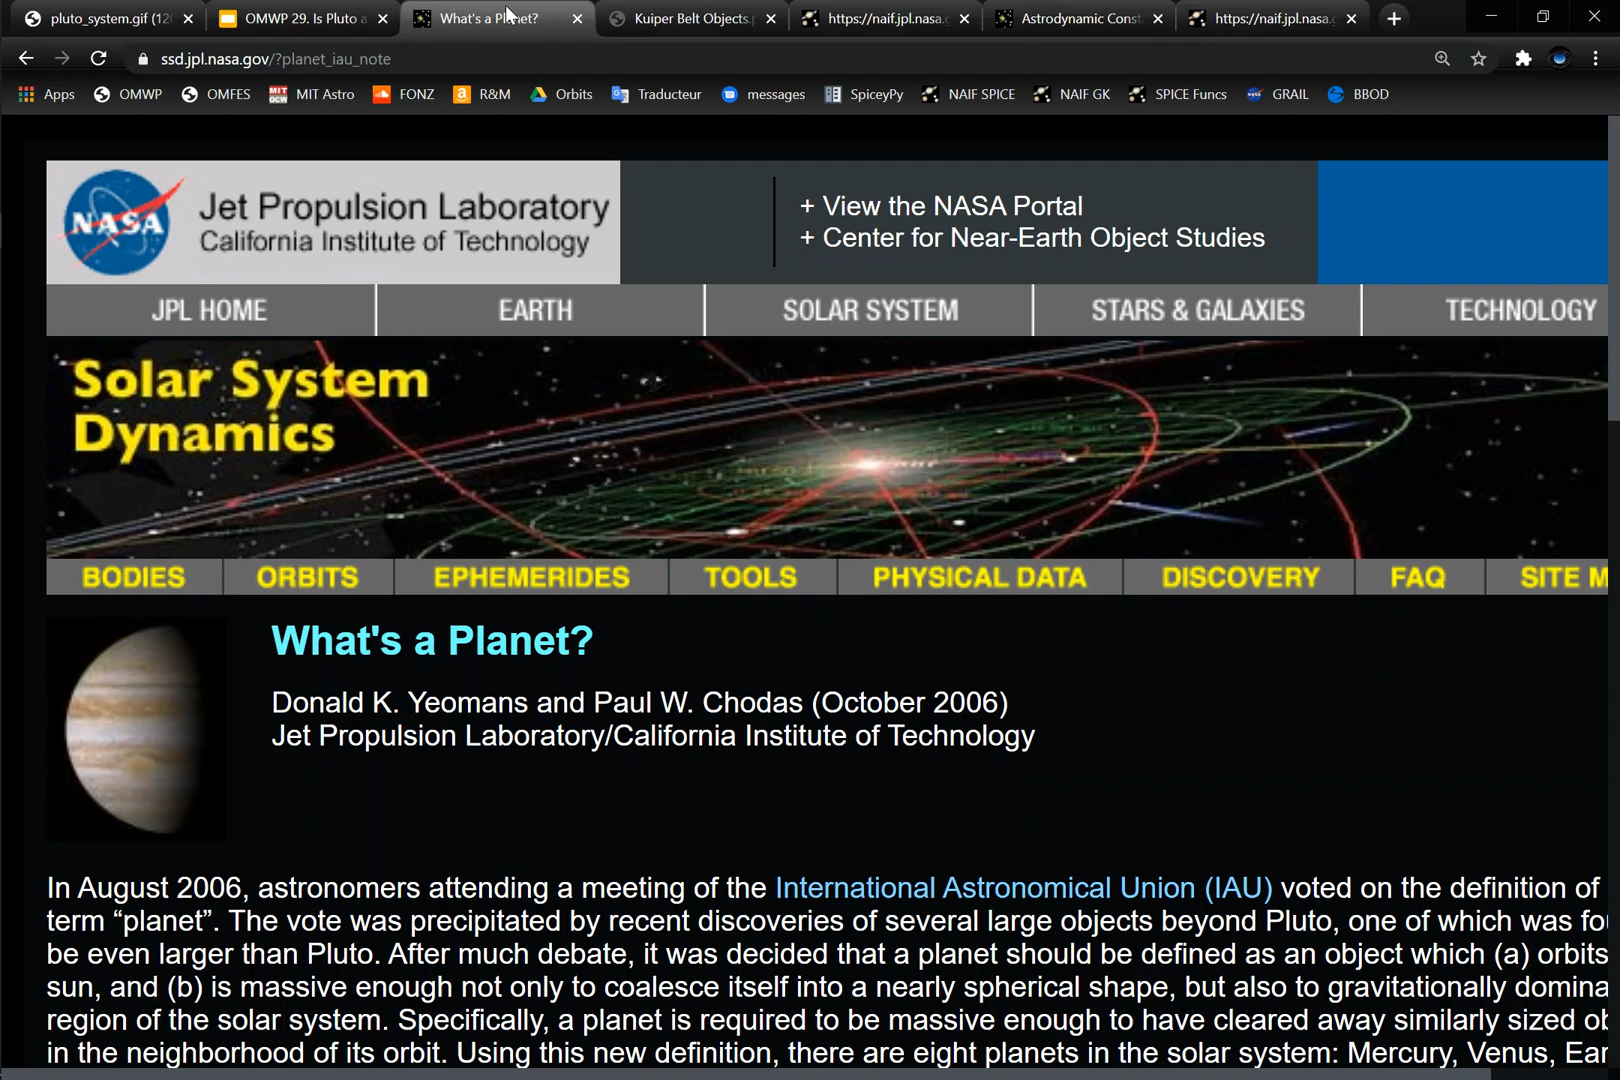 pluto_system.gif (12
OMWP 29. Is Pluto a
What's a Planet?
Kuiper Belt Objects.p
https://naif.jpl.nasa.g
Astrodynamic Const
https://naif.jpl.nasa.g
ssd.jpl.nasa.gov/?planet_iau_note
Apps OMWP OMFES MIT Astro FONZ R&M Orbits Traducteur messages SpiceyPy NAIF SPICE NAIF GK SPICE Funcs GRAIL BBOD
NASA
Jet Propulsion Laboratory
California Institute of Technology
+ View the NASA Portal
+ Center for Near-Earth Object Studies
JPL HOME EARTH SOLAR SYSTEM STARS & GALAXIES TECHNOLOGY
Solar System
Dynamics
BODIES ORBITS EPHEMERIDES TOOLS PHYSICAL DATA DISCOVERY FAQ SITE M
What's a Planet?
Donald K. Yeomans and Paul W. Chodas (October 2006)
Jet Propulsion Laboratory/California Institute of Technology
In August 2006, astronomers attending a meeting of the International Astronomical Union (IAU) voted on the definition of
term “planet”. The vote was precipitated by recent discoveries of several large objects beyond Pluto, one of which was fo
be even larger than Pluto. After much debate, it was decided that a planet should be defined as an object which (a) orbits
sun, and (b) is massive enough not only to coalesce itself into a nearly spherical shape, but also to gravitationally domina
region of the solar system. Specifically, a planet is required to be massive enough to have cleared away similarly sized ob
in the neighborhood of its orbit. Using this new definition, there are eight planets in the solar system: Mercury, Venus, Ear